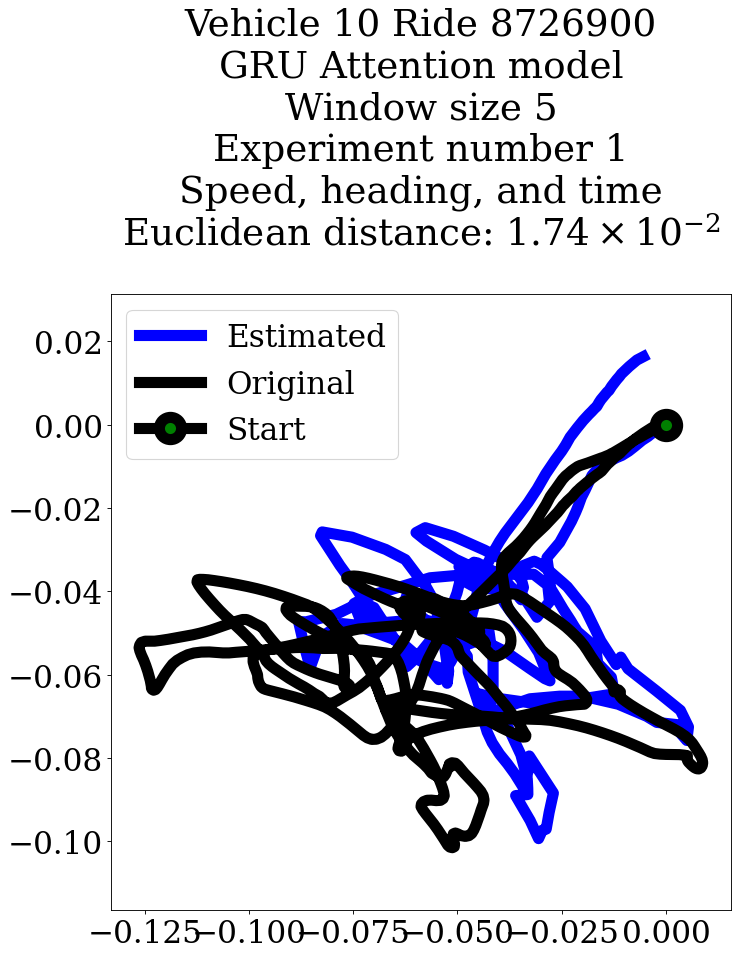 Vehicle 10 Ride 8726900
GRU Attention model
Window size 5
Experiment number 1
Speed, heading, and time
Euclidean distance: 1.74 × 10⁻²
Estimated
Original
Start
0.02
0.00
−0.02
−0.04
−0.06
−0.08
−0.10
−0.125 −0.100 −0.075 −0.050 −0.025 0.000